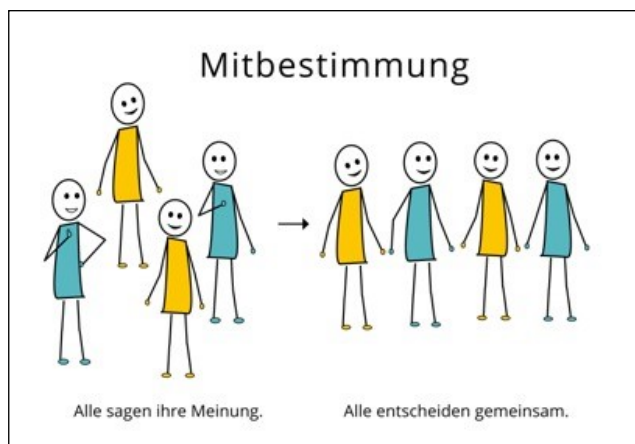 Mitbestimmung
Alle sagen ihre Meinung.
Alle entscheiden gemeinsam.